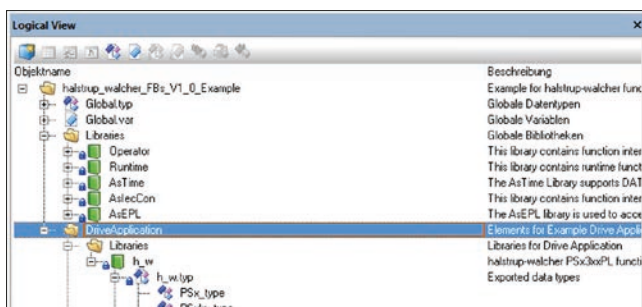 Logical View
Objektname Beschreibung
halstrup_walcher_FBs_V1_0_Example Example for halstrup-walcher func
Global.typ Globale Datentypen
Global.var Globale Variablen
Libraries Globale Bibliotheken
Operator This library contains function inter
Runtime This library contains runtime funct
AsTime The AsTime Library supports DAT
AsIecCon This library contains function inter
AsEPL The AsEPL library is used to acce
DriveApplication Elements for Example Drive Appli
Libraries Libraries for Drive Application
h_w halstrup-walcher PSx3xxPL functi
h_w.typ Exported data types
PSx_type